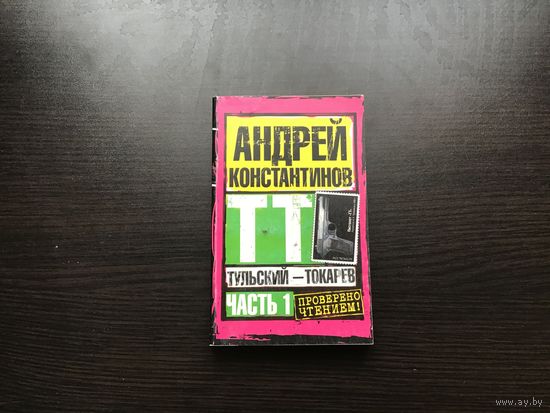 АНДРЕЙ
КОНСТАНТИНОВ
ТТ
ТУЛЬСКИЙ – ТОКАРЕВ
ЧАСТЬ 1
ПРОВЕРЕНО
ЧТЕНИЕМ!
www.ay.by